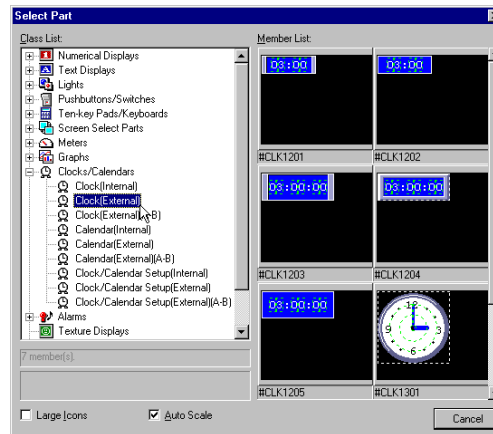 Select Part
Class List:
Member List:
Numerical Displays
Text Displays
Lights
Pushbuttons/Switches
Ten-key Pads/Keyboards
Screen Select Parts
Meters
Graphs
Clocks/Calendars
Clock(Internal)
Clock(External)
Clock(External)(A-B)
Calendar(Internal)
Calendar(External)
Calendar(External)(A-B)
Clock/Calendar Setup(Internal)
Clock/Calendar Setup(External)
Clock/Calendar Setup(External)(A-B)
Alarms
Texture Displays
03:00
03:00
#CLK1201
#CLK1202
03:00:00
03:00:00
#CLK1203
#CLK1204
03:00:00
12
9 3
6
#CLK1205
#CLK1301
7 member(s).
Large Icons
Auto Scale
Cancel